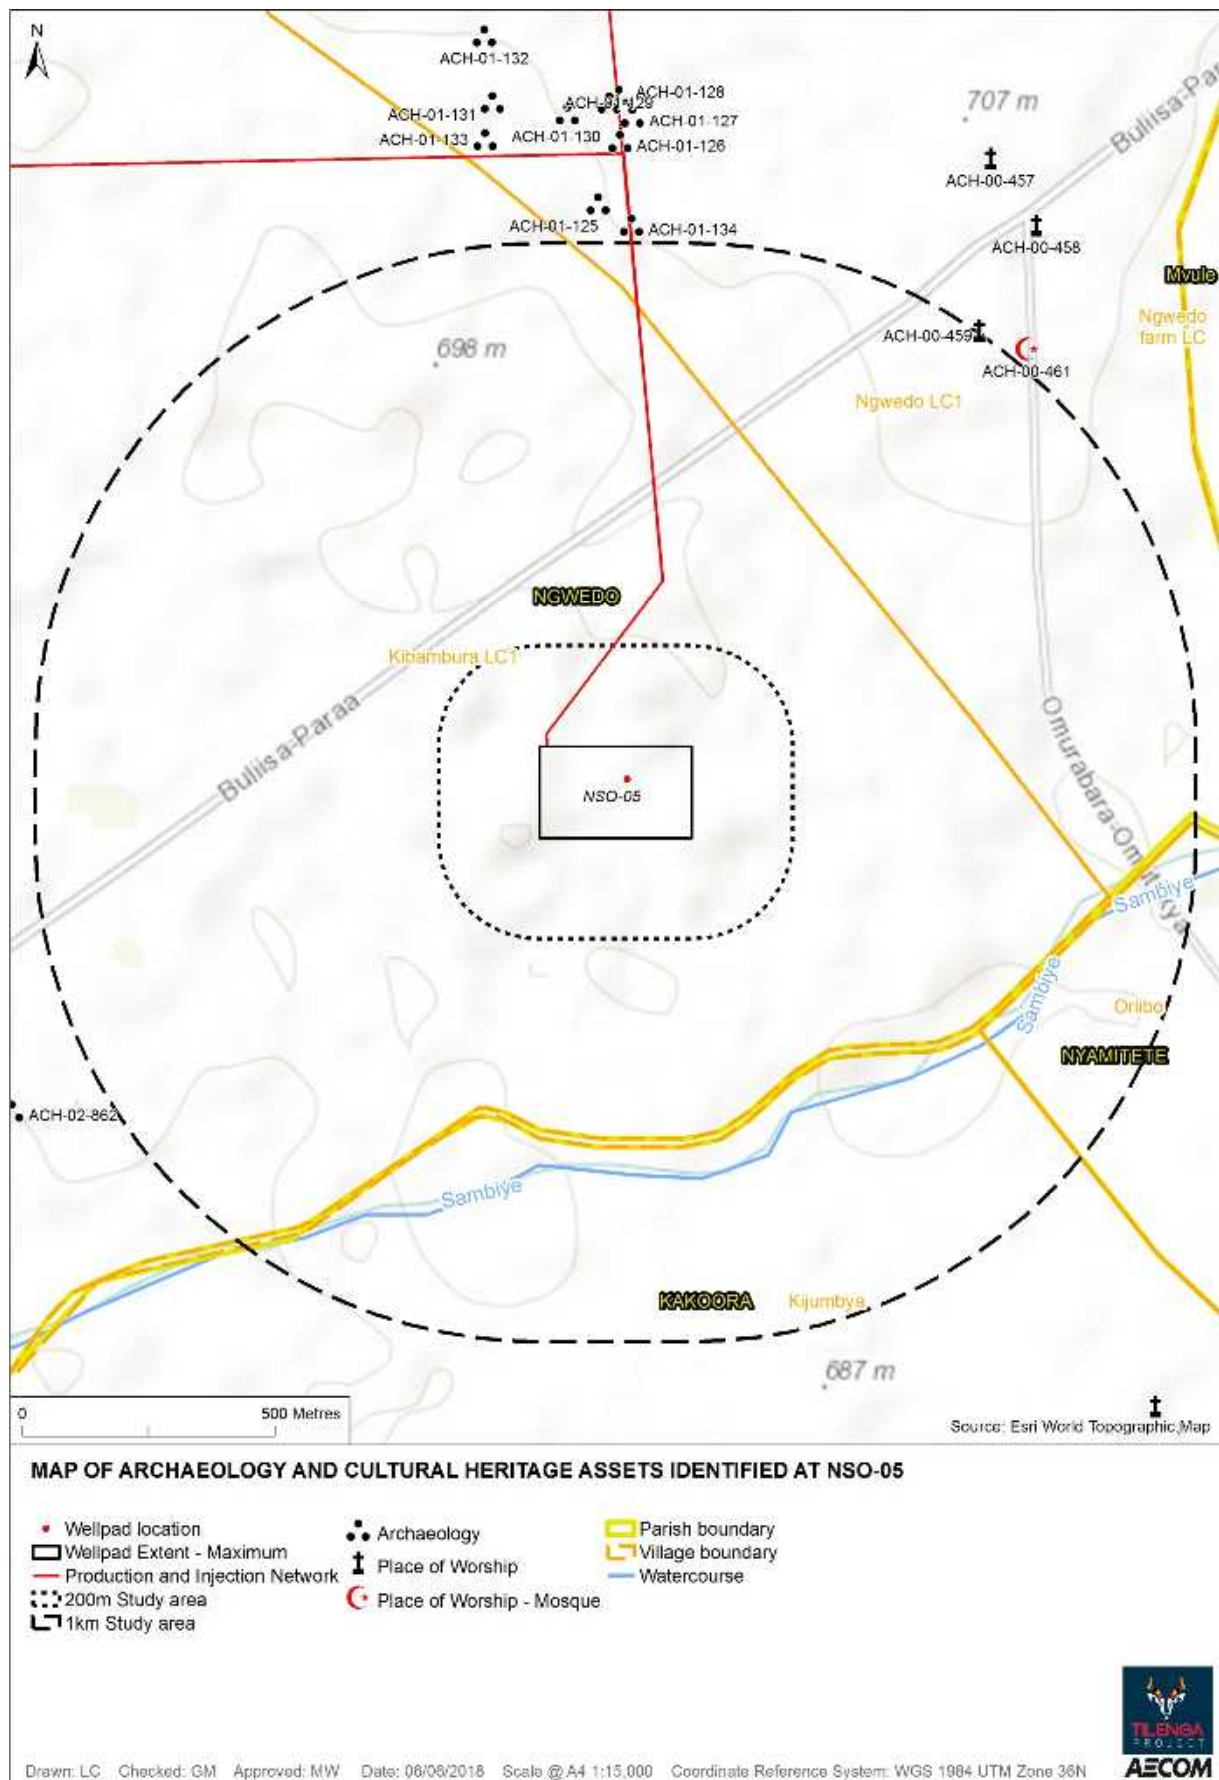 N
ACH-01-132
ACH-01-128
ACH-01-129
ACH-01-131
ACH-01-127
ACH-01-133
ACH-01-130
ACH-01-126
707 m
Buliisa-Par
ACH-00-457
ACH-01-125
ACH-01-134
ACH-00-458
Mvule
Ngwedo
farm LC
ACH-00-459
698 m
ACH-00-461
Ngwedo LC1
NGWEDO
Kibambura LC1
Buliisa-Paraa
NSO-05
Sambiye
Sambiye
Oriibo
NYAMITETE
ACH-02-862
Sambiye
KAKOORA
Kijumbya
687 m
0 500 Metres
Source: Esri World Topographic Map
MAP OF ARCHAEOLOGY AND CULTURAL HERITAGE ASSETS IDENTIFIED AT NSO-05
Wellpad location
Wellpad Extent - Maximum
Production and Injection Network
200m Study area
1km Study area
Archaeology
Place of Worship
Place of Worship - Mosque
Parish boundary
Village boundary
Watercourse
TILENGA
PROJECT
AECOM
Drawn: LC Checked: GM Approved: MW Date: 06/06/2018 Scale @ A4 1:15,000 Coordinate Reference System: WGS 1984 UTM Zone 36N